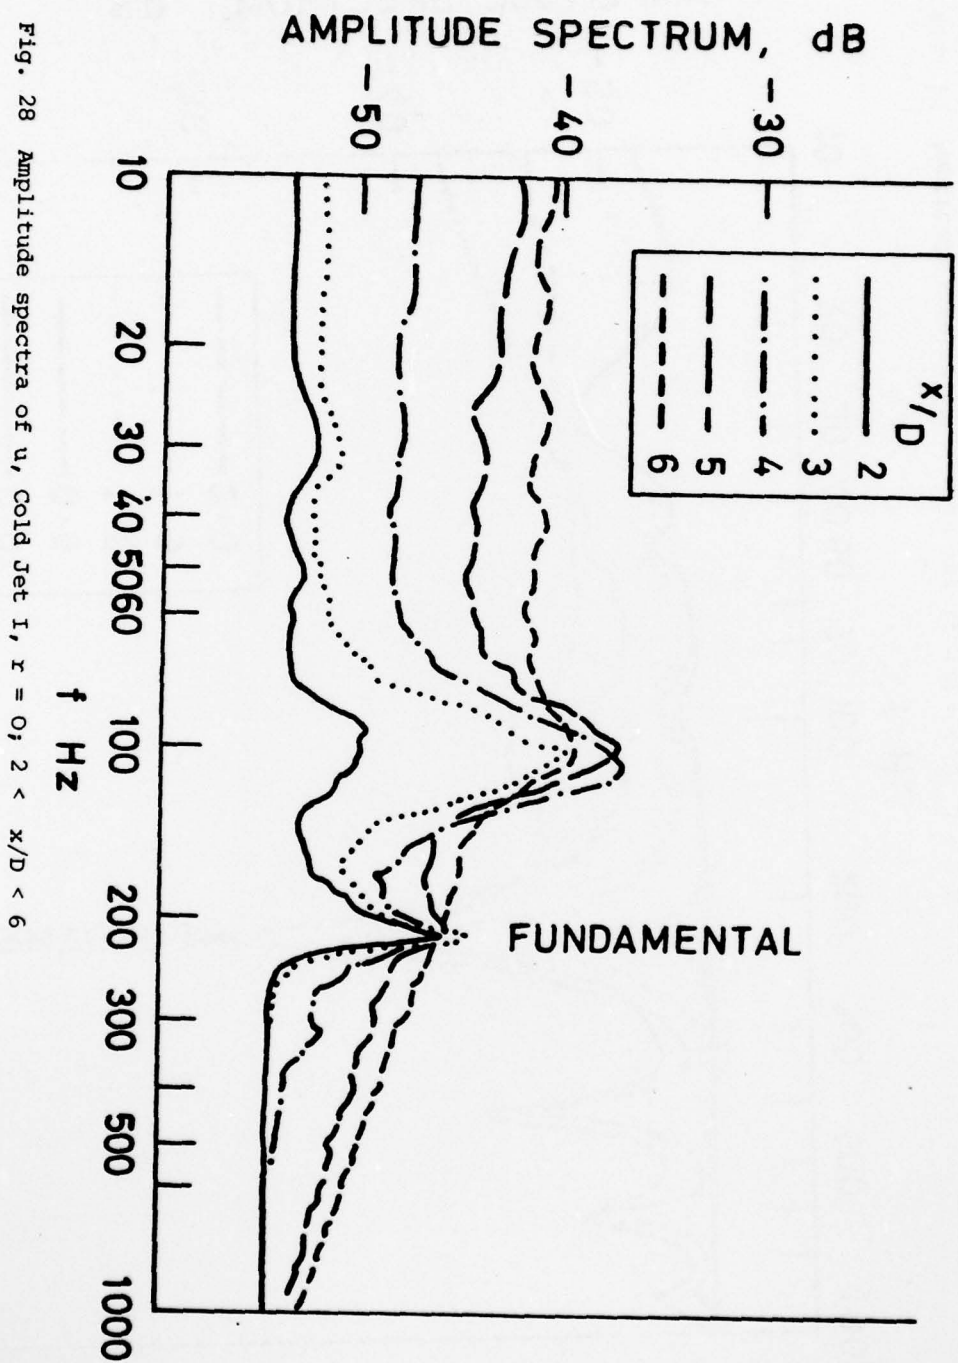 AMPLITUDE SPECTRUM, dB
-30
-40
-50
x/D
2
3
4
5
6
FUNDAMENTAL
10 20 30 40 50 60 100 200 300 500 1000
f Hz
Fig. 28 Amplitude spectra of u, Cold Jet I, r = 0; 2 < x/D < 6